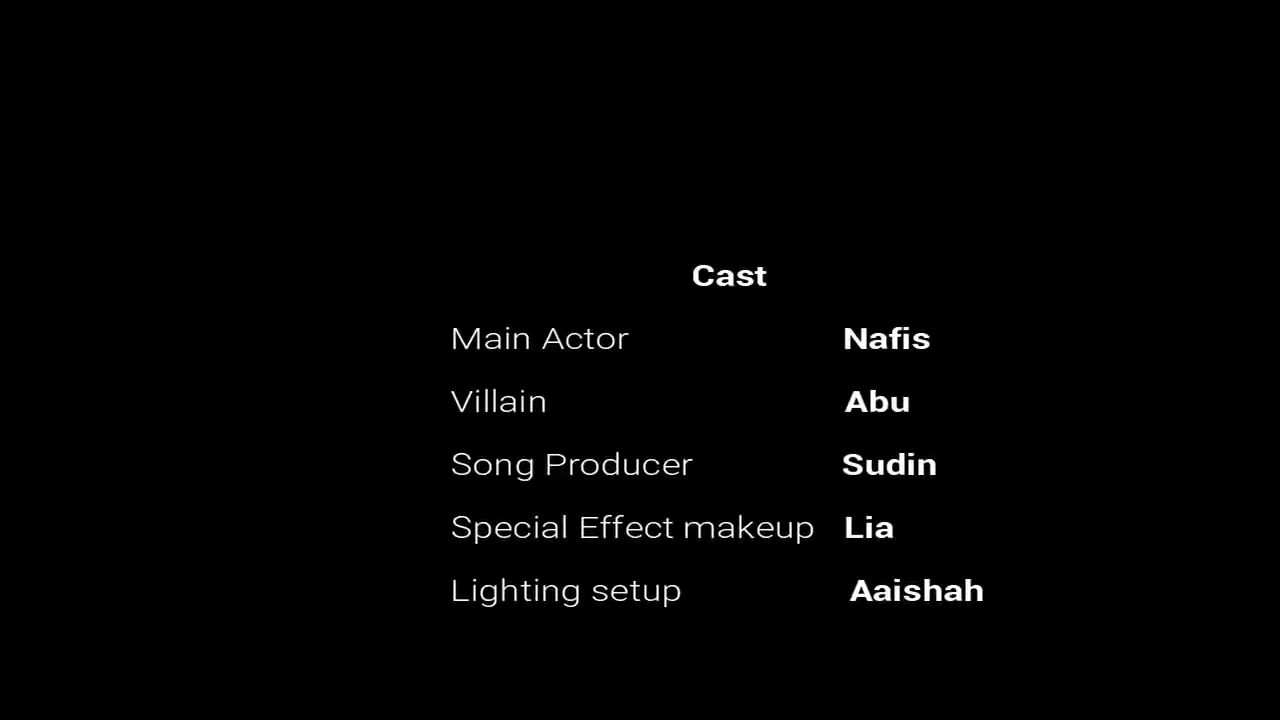 Cast
Main Actor Nafis
Villain Abu
Song Producer Sudin
Special Effect makeup Lia
Lighting setup Aaishah